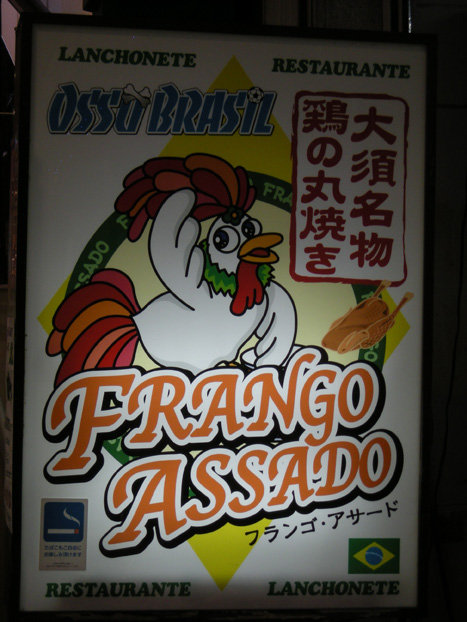 LANCHONETE
RESTAURANTE
OSSO BRASIL
大須名物
鶏の丸焼き
FRANGO
ASSADO
フランゴ・アサード
RESTAURANTE
LANCHONETE